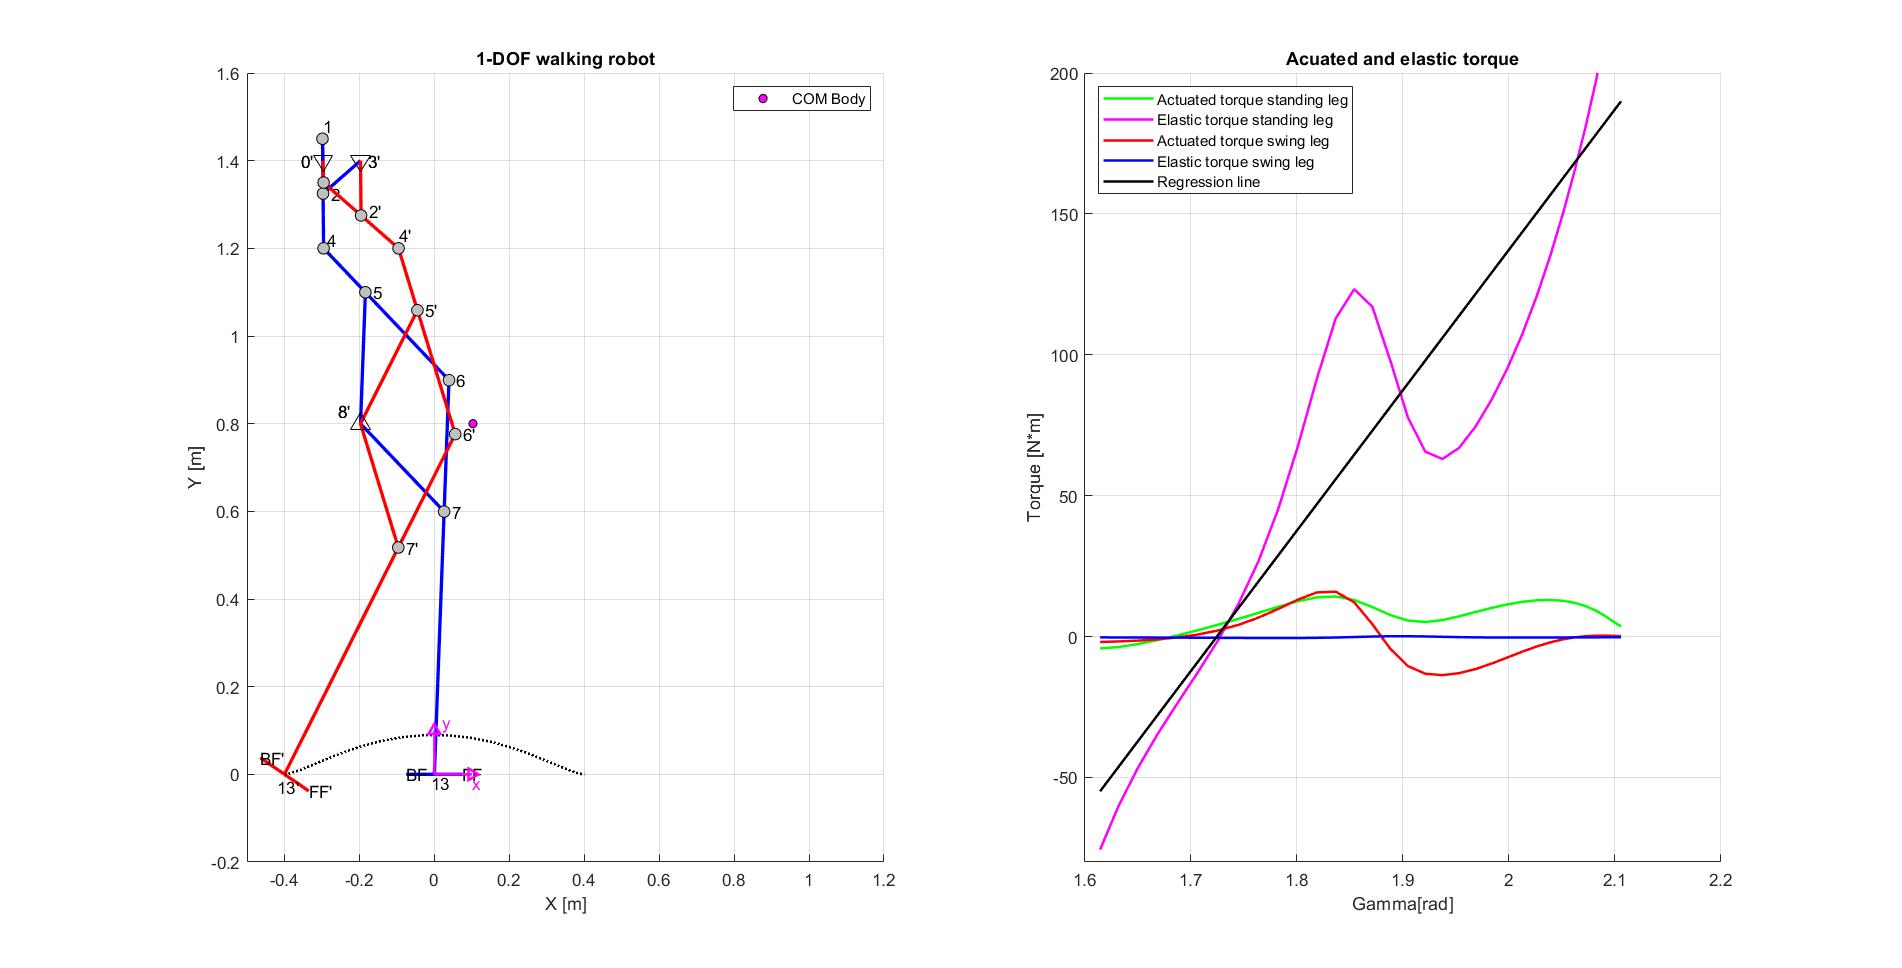 1-DOF walking robot
1.6
1.4
1.2
1
0.8
0.6
0.4
0.2
0
-0.2
Y [m]
-0.4
-0.2
0
0.2
0.4
0.6
0.8
1
1.2
X [m]
COM Body
1
0'
3'
2
2'
4
4'
5
5'
6
6'
8'
7
7'
BF'
13'
FF'
BF
13
FF
y
x
Acuated and elastic torque
200
150
100
50
0
-50
Torque [N*m]
1.6
1.7
1.8
1.9
2
2.1
2.2
Gamma[rad]
Actuated torque standing leg
Elastic torque standing leg
Actuated torque swing leg
Elastic torque swing leg
Regression line